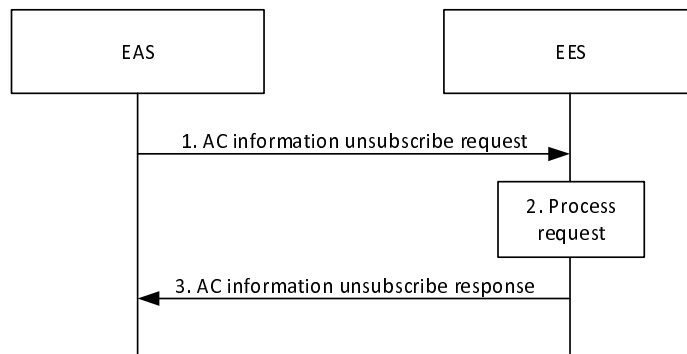 EAS
EES
1. AC information unsubscribe request
2. Process
request
3. AC information unsubscribe response